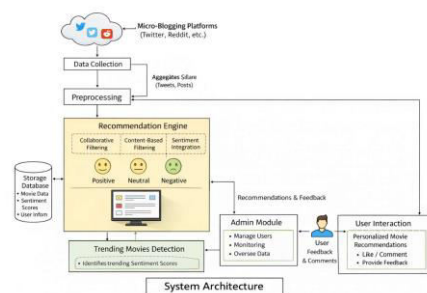 Micro-Blogging Platforms
(Twitter, Reddit, etc.)
Data Collection
Aggregates
(Tweets, Posts)
Preprocessing
Recommendation Engine
Collaborative
Filtering
Content-Based
Filtering
Sentiment
Integration
Positive
Neutral
Negative
Storage
Database
• Movie Data
• Sentiment
Scores
• User Infom
Recommendations & Feedback
Admin Module
• Manage Users
• Monitoring
• Oversee Data
User
Feedback
& Comments
User Interaction
Personalized Movie
Recommendations
• Like / Comment
• Provide Feedback
Trending Movies Detection
• Identifies trending Sentiment Scores
System Architecture